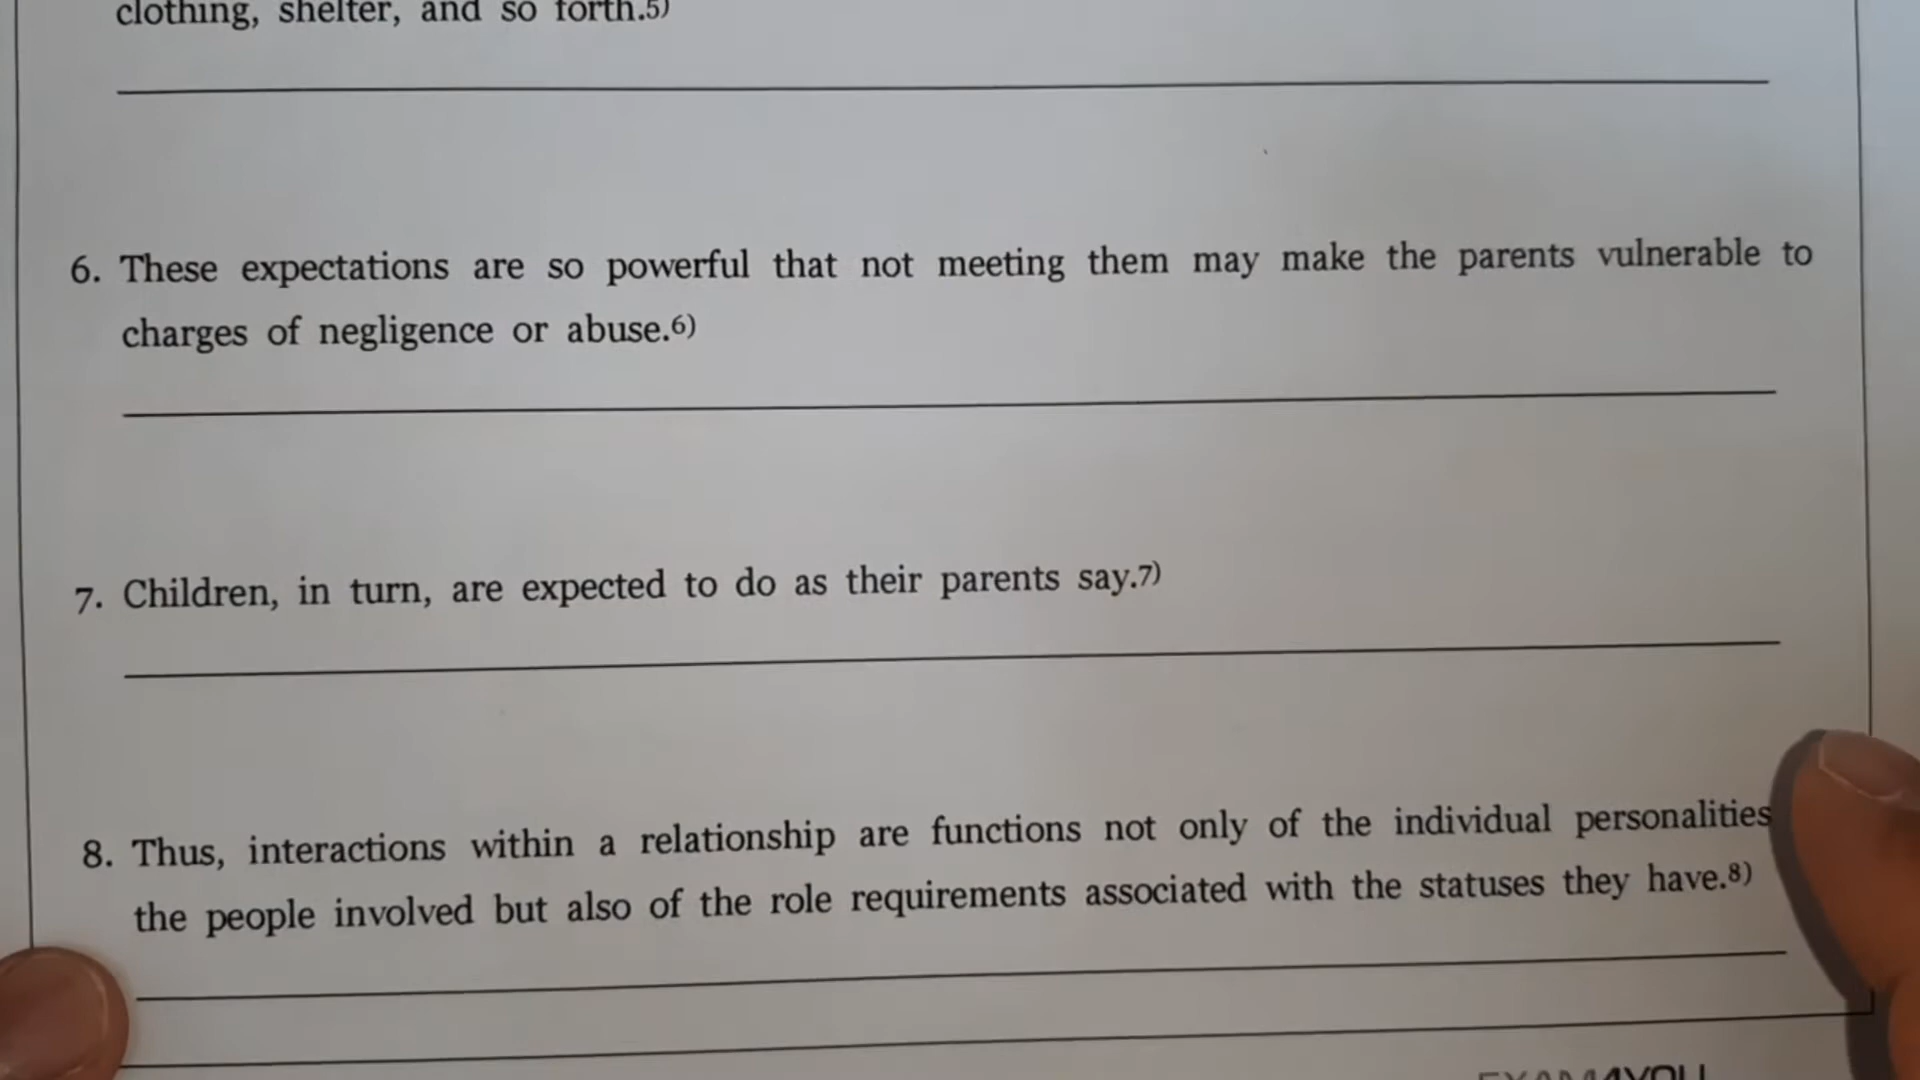 clothing, shelter, and so forth.5)
6. These expectations are so powerful that not meeting them may make the parents vulnerable to
charges of negligence or abuse.6)
7. Children, in turn, are expected to do as their parents say.7)
8. Thus, interactions within a relationship are functions not only of the individual personalities
the people involved but also of the role requirements associated with the statuses they have.8)
EXAM4YOU